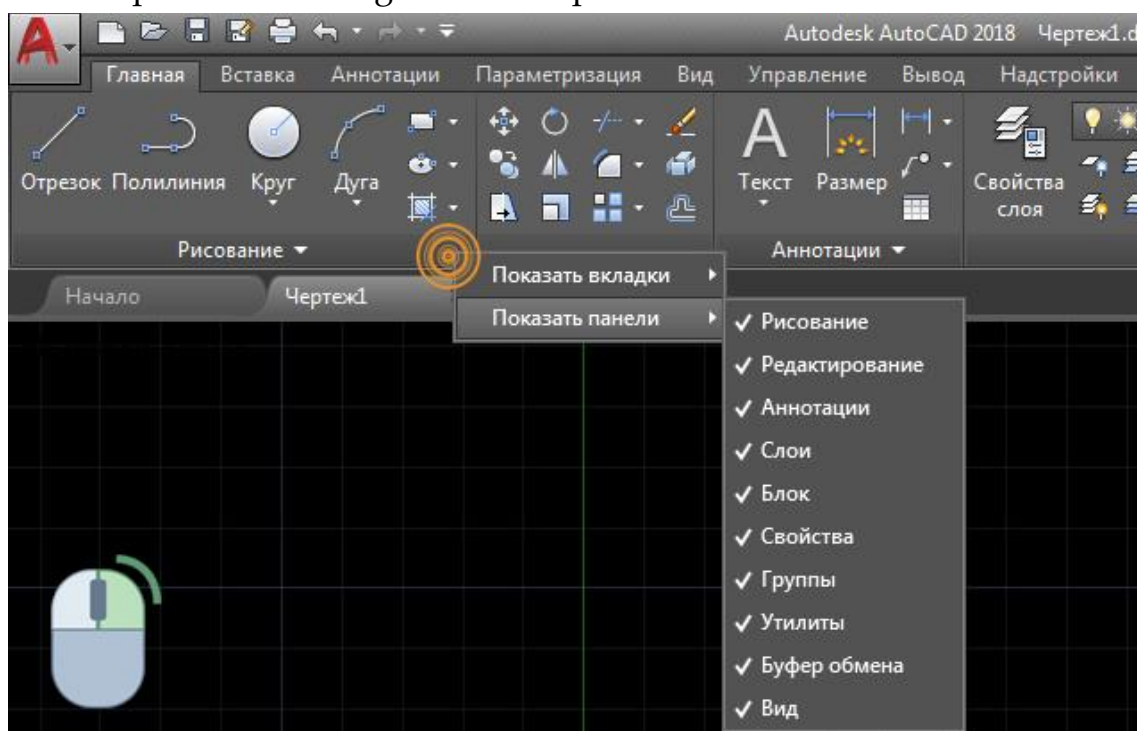 Autodesk AutoCAD 2018 Чертеж1.d
Главная Вставка Аннотации Параметризация Вид Управление Вывод Надстройки
Отрезок Полилиния Круг Дуга
Текст Размер
Свойства
слоя
Рисование
Аннотации
Начало Чертеж1
Показать вкладки
Показать панели
Рисование
Редактирование
Аннотации
Слои
Блок
Свойства
Группы
Утилиты
Буфер обмена
Вид